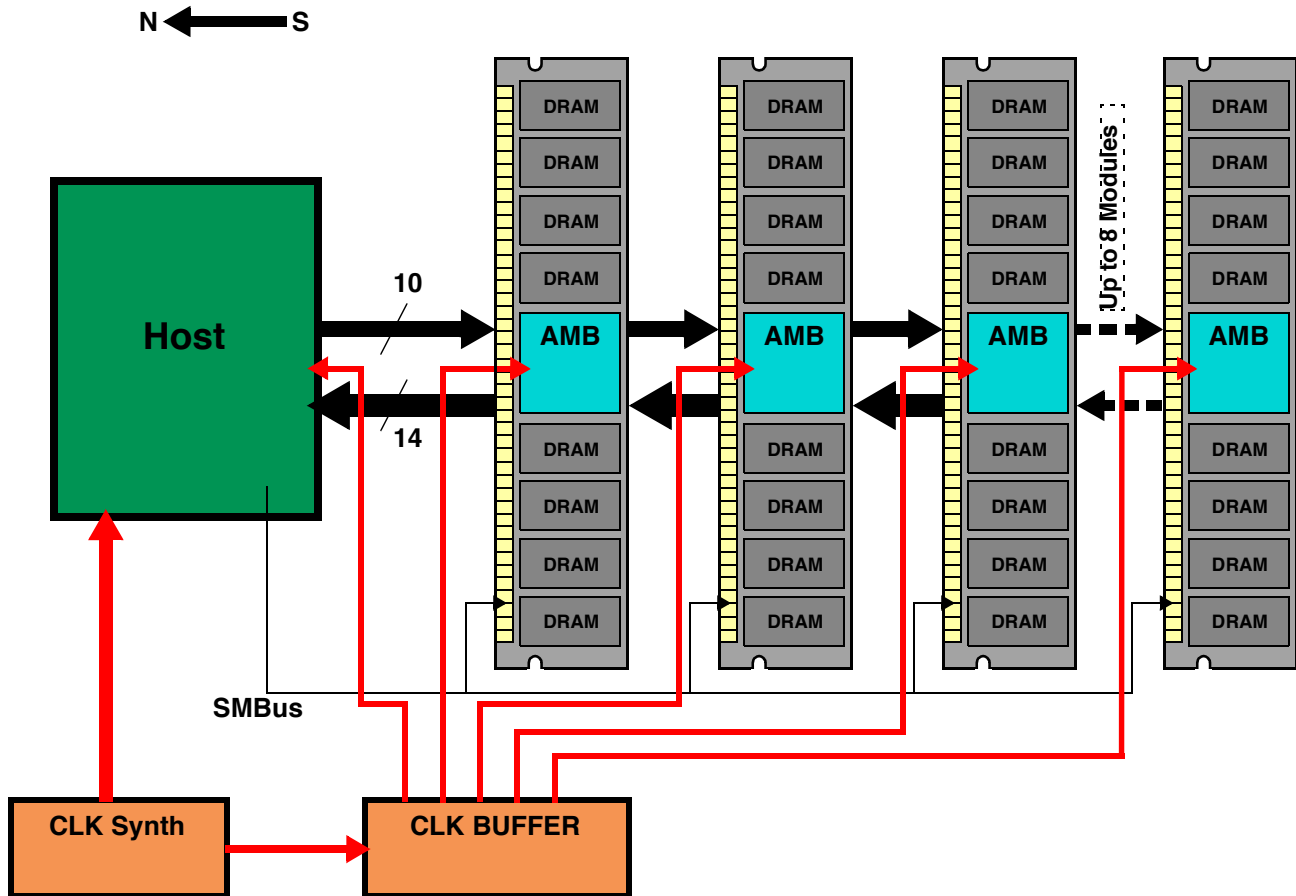 N S
DRAM DRAM DRAM DRAM
DRAM DRAM DRAM DRAM
DRAM DRAM DRAM DRAM
DRAM DRAM DRAM DRAM
Up to 8 Modules
10
Host
AMB AMB AMB AMB
14
DRAM DRAM DRAM DRAM
DRAM DRAM DRAM DRAM
DRAM DRAM DRAM DRAM
DRAM DRAM DRAM DRAM
SMBus
CLK Synth
CLK BUFFER